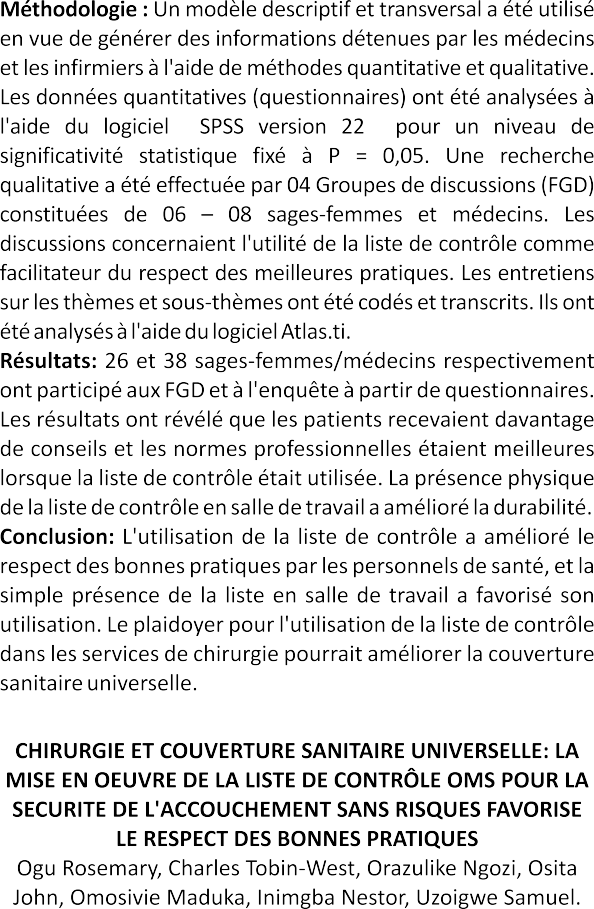 Méthodologie : Un modèle descriptif et transversal a été utilisé
en vue de générer des informations détenues par les médecins
et les infirmiers à l'aide de méthodes quantitative et qualitative.
Les données quantitatives (questionnaires) ont été analysées à
l'aide du logiciel SPSS version 22 pour un niveau de
significativité statistique fixé à P = 0,05. Une recherche
qualitative a été effectuée par 04 Groupes de discussions (FGD)
constituées de 06 – 08 sages-femmes et médecins. Les
discussions concernaient l'utilité de la liste de contrôle comme
facilitateur du respect des meilleures pratiques. Les entretiens
sur les thèmes et sous-thèmes ont été codés et transcrits. Ils ont
été analysés à l'aide du logiciel Atlas.ti.
Résultats: 26 et 38 sages-femmes/médecins respectivement
ont participé aux FGD et à l'enquête à partir de questionnaires.
Les résultats ont révélé que les patients recevaient davantage
de conseils et les normes professionnelles étaient meilleures
lorsque la liste de contrôle était utilisée. La présence physique
de la liste de contrôle en salle de travail a amélioré la durabilité.
Conclusion: L'utilisation de la liste de contrôle a amélioré le
respect des bonnes pratiques par les personnels de santé, et la
simple présence de la liste en salle de travail a favorisé son
utilisation. Le plaidoyer pour l'utilisation de la liste de contrôle
dans les services de chirurgie pourrait améliorer la couverture
sanitaire universelle.
CHIRURGIE ET COUVERTURE SANITAIRE UNIVERSELLE: LA
MISE EN OEUVRE DE LA LISTE DE CONTRÔLE OMS POUR LA
SECURITE DE L'ACCOUCHEMENT SANS RISQUES FAVORISE
LE RESPECT DES BONNES PRATIQUES
Ogu Rosemary, Charles Tobin-West, Orazulike Ngozi, Osita
John, Omosivie Maduka, Inimgba Nestor, Uzoigwe Samuel.